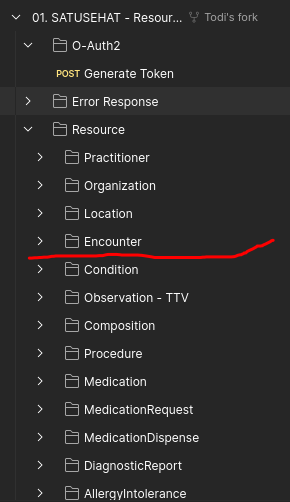 01. SATUSEHAT - Resour... Todi's fork
O-Auth2
POST Generate Token
Error Response
Resource
Practitioner
Organization
Location
Encounter
Condition
Observation - TTV
Composition
Procedure
Medication
MedicationRequest
MedicationDispense
DiagnosticReport
AllergyIntolerance